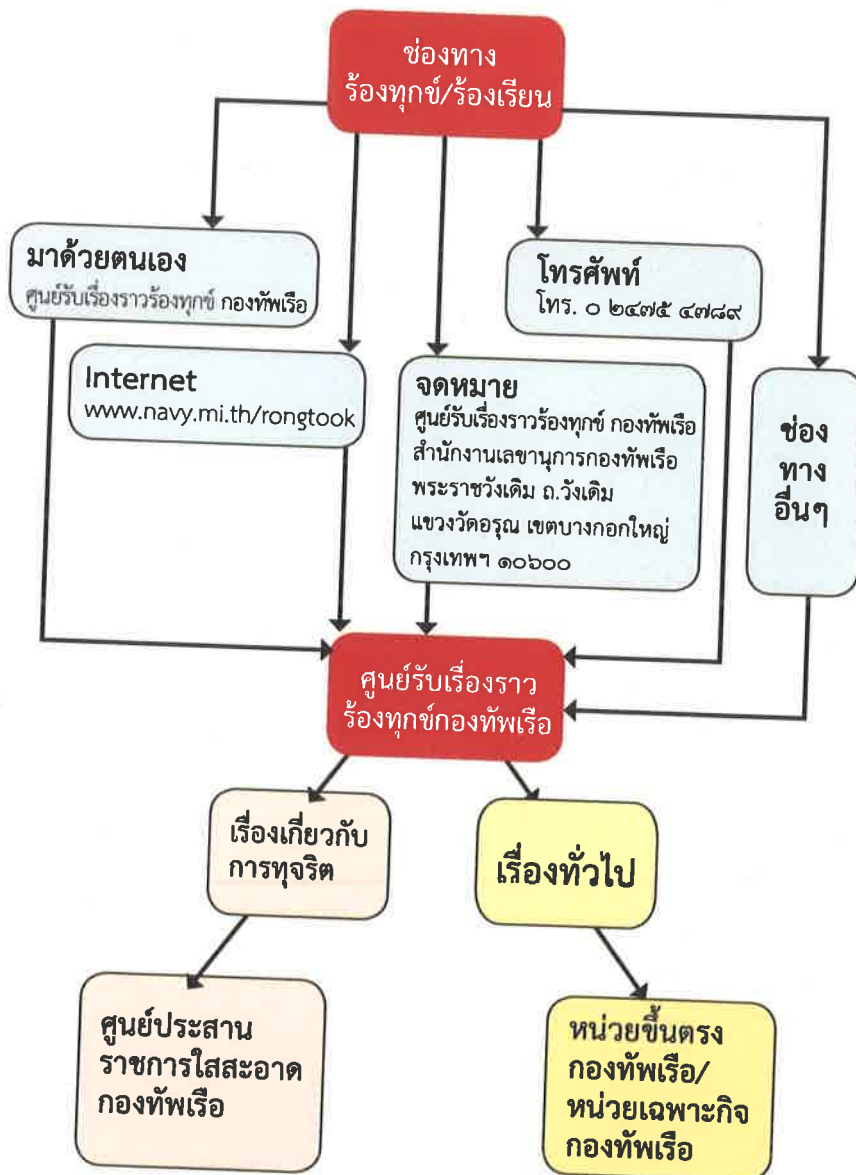 ช่องทาง
ร้องทุกข์/ร้องเรียน
มาด้วยตนเอง
ศูนย์รับเรื่องราวร้องทุกข์ กองทัพเรือ
โทรศัพท์
โทร. ๐ ๒๔๗๕ ๔๗๘๙
Internet
www.navy.mi.th/rongtook
จดหมาย
ศูนย์รับเรื่องราวร้องทุกข์ กองทัพเรือ
สำนักงานเลขานุการกองทัพเรือ
พระราชวังเดิม ถ.วังเดิม
แขวงวัดอรุณ เขตบางกอกใหญ่
กรุงเทพฯ ๑๐๖๐๐
ช่อง
ทาง
อื่นๆ
ศูนย์รับเรื่องราว
ร้องทุกข์กองทัพเรือ
เรื่องเกี่ยวกับ
การทุจริต
เรื่องทั่วไป
ศูนย์ประสาน
ราชการใสสะอาด
กองทัพเรือ
หน่วยขึ้นตรง
กองทัพเรือ/
หน่วยเฉพาะกิจ
กองทัพเรือ